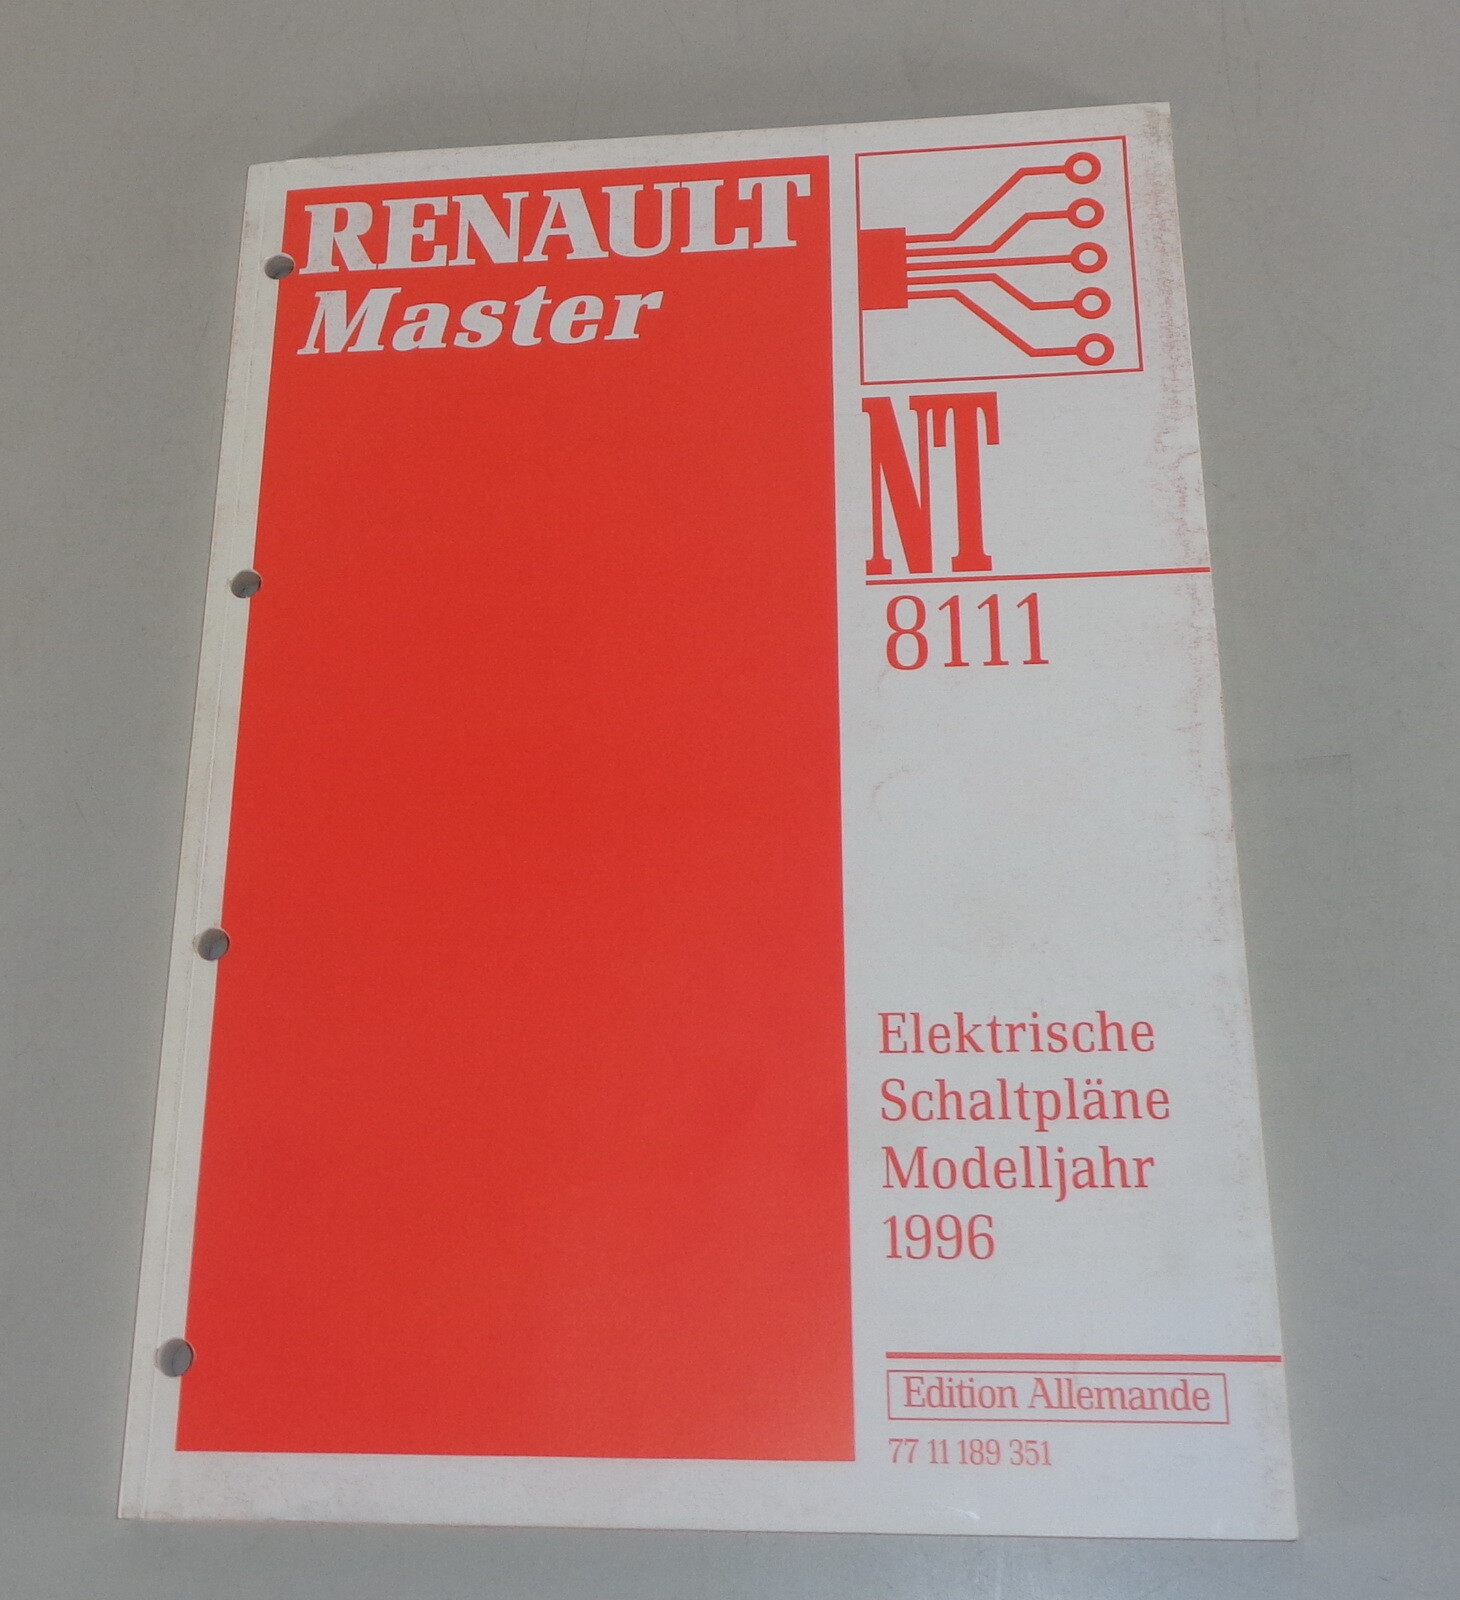 RENAULT
Master
NT
8111
Elektrische
Schaltpläne
Modelljahr
1996
Edition Allemande
77 11 189 351